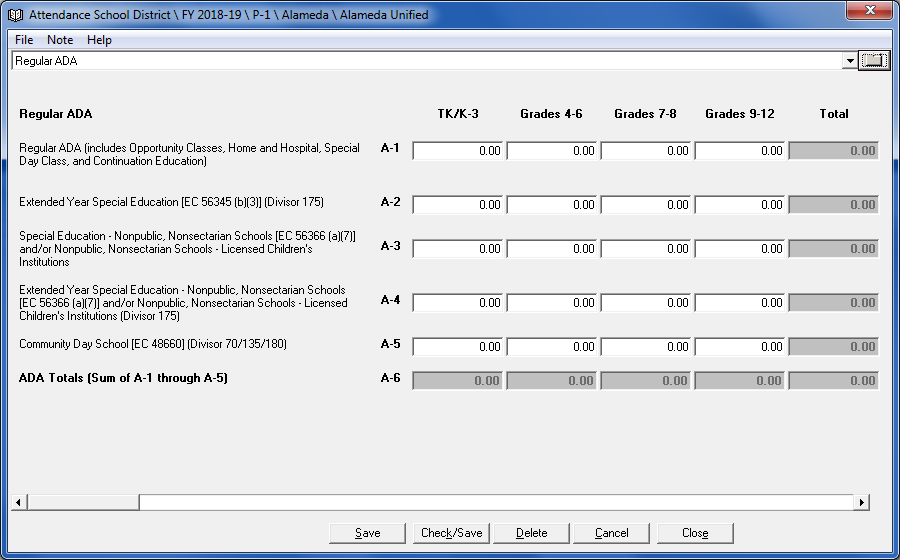 Attendance School District \ FY 2018-19 \ P-1 \ Alameda \ Alameda Unified
File Note Help
Regular ADA
Regular ADA TK/K-3 Grades 4-6 Grades 7-8 Grades 9-12 Total
Regular ADA (includes Opportunity Classes, Home and Hospital, Special
Day Class, and Continuation Education)
A-1 0.00 0.00 0.00 0.00 0.00
Extended Year Special Education [EC 56345 (b)(3)] (Divisor 175) A-2 0.00 0.00 0.00 0.00 0.00
Special Education - Nonpublic, Nonsectarian Schools [EC 56366 (a)(7)]
and/or Nonpublic, Nonsectarian Schools - Licensed Children's
Institutions
A-3 0.00 0.00 0.00 0.00 0.00
Extended Year Special Education - Nonpublic, Nonsectarian Schools
[EC 56366 (a)(7)] and/or Nonpublic, Nonsectarian Schools - Licensed
Children's Institutions (Divisor 175)
A-4 0.00 0.00 0.00 0.00 0.00
Community Day School [EC 48660] (Divisor 70/135/180) A-5 0.00 0.00 0.00 0.00 0.00
ADA Totals (Sum of A-1 through A-5) A-6 0.00 0.00 0.00 0.00 0.00
Save Check/Save Delete Cancel Close